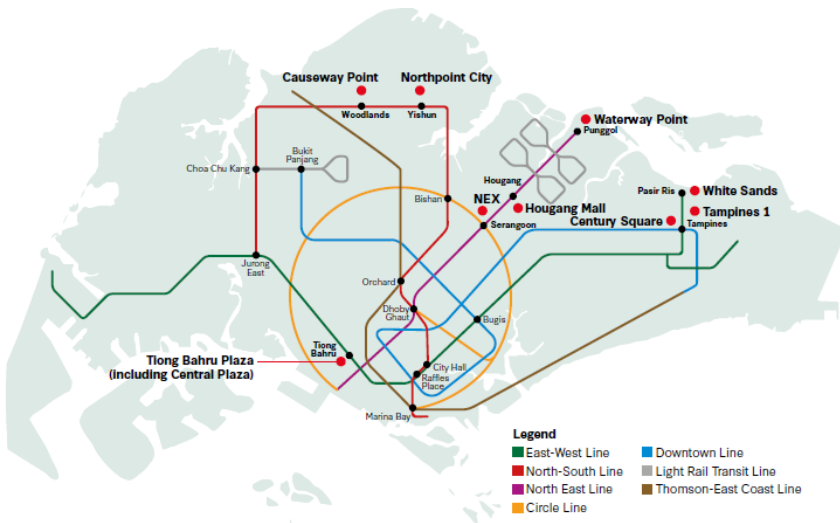 Causeway Point
Northpoint City
Woodlands
Yishun
Waterway Point
Punggol
Bukit
Panjang
Choa Chu Kang
Hougang
Pasir Ris
White Sands
Bishan
NEX
Hougang Mall
Tampines 1
Serangoon
Century Square
Tampines
Jurong
East
Orchard
Dhoby
Ghaut
Bugis
Tiong
Bahru
Tiong Bahru Plaza
(including Central Plaza)
City Hall
Raffles
Place
Marina Bay
Legend
East-West Line
Downtown Line
North-South Line
Light Rail Transit Line
North East Line
Thomson-East Coast Line
Circle Line